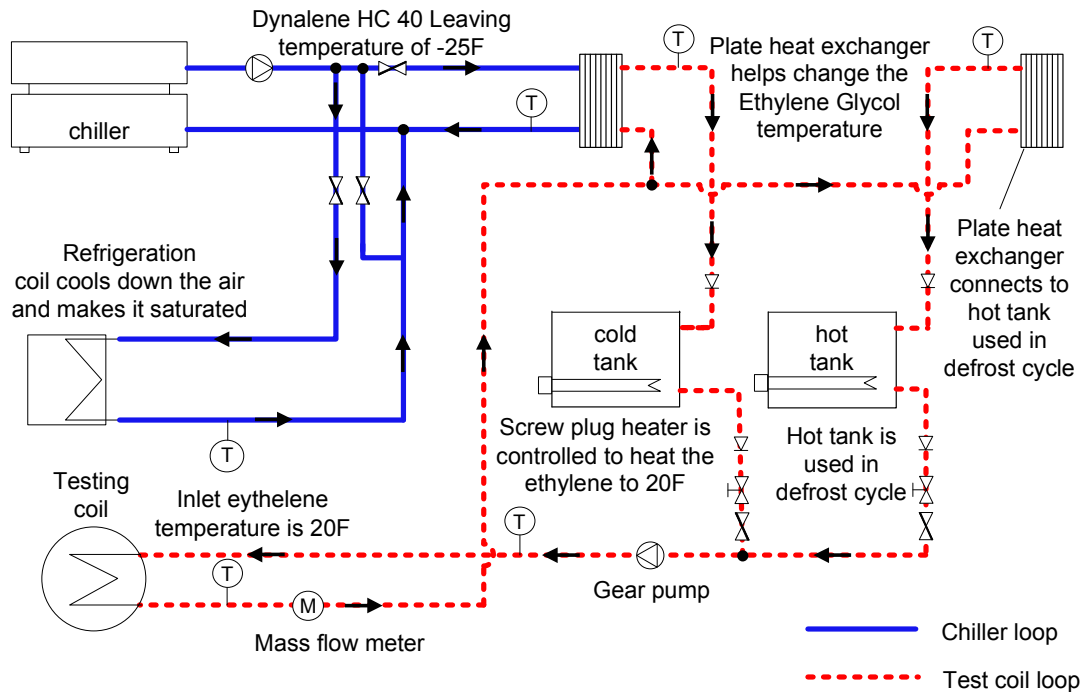 Dynalene HC 40 Leaving
temperature of -25F
T
Plate heat exchanger
helps change the
Ethylene Glycol
temperature
T
chiller
T
Refrigeration
coil cools down the air
and makes it saturated
Plate heat
exchanger
connects to
hot tank
used in
defrost cycle
cold
tank
hot
tank
T
Screw plug heater is
controlled to heat the
ethylene to 20F
Hot tank is
used in
defrost cycle
Testing
coil
Inlet eythelene
temperature is 20F
T
T
M
Gear pump
Mass flow meter
Chiller loop
Test coil loop